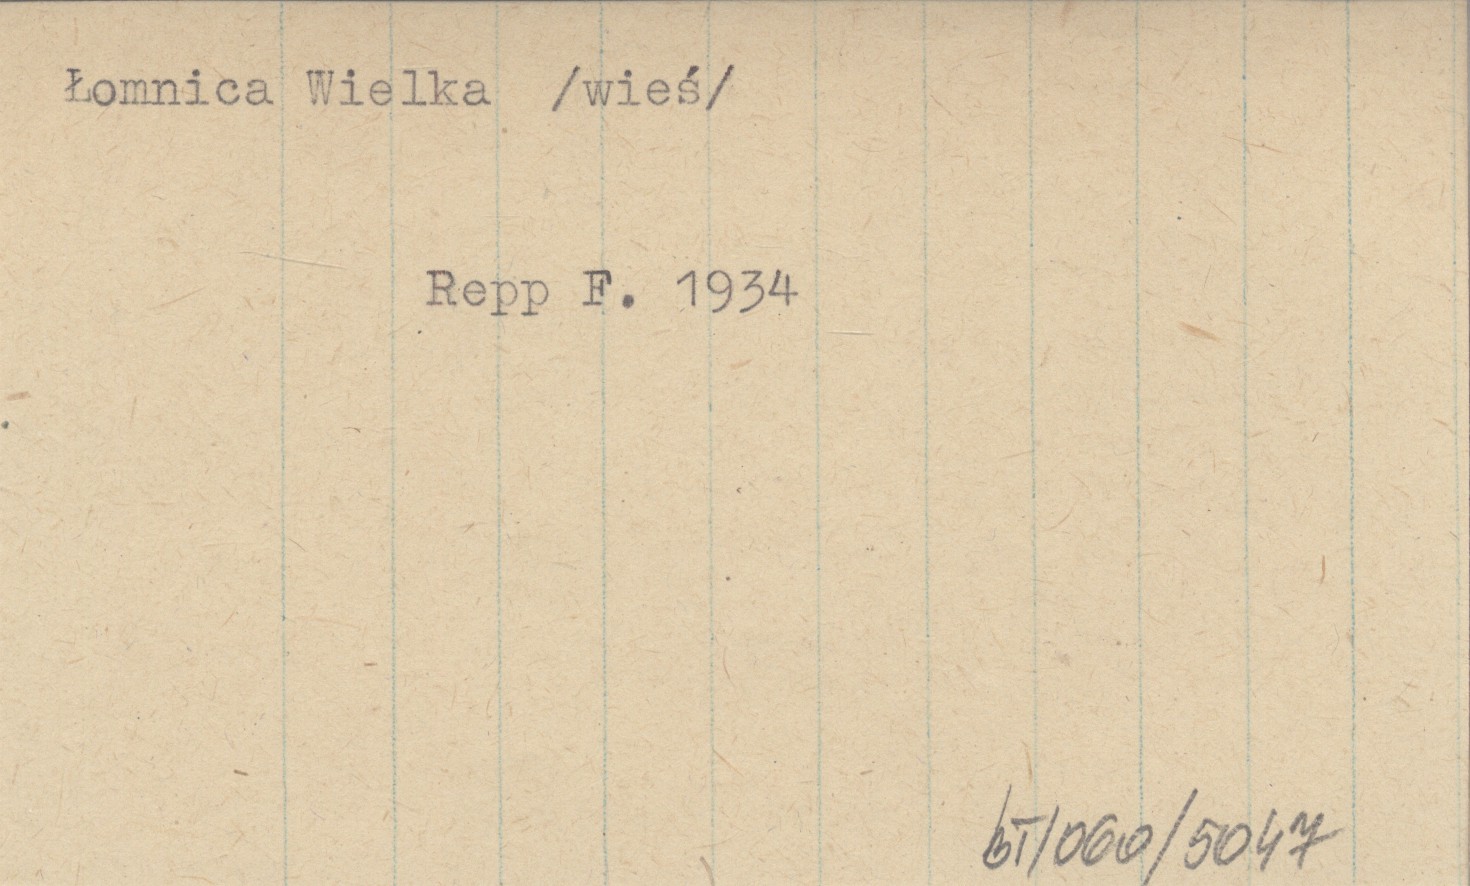 Łomnica Wielka /wieś/
Repp F. 1934
bT/060/5047